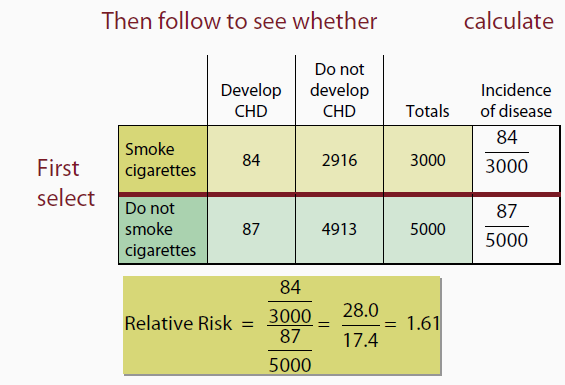 Then follow to see whether calculate
Develop CHD Do not develop CHD Totals Incidence of disease
First select
Smoke cigarettes 84 2916 3000 84/3000
Do not smoke cigarettes 87 4913 5000 87/5000
Relative Risk = 84/3000 / 87/5000 = 28.0/17.4 = 1.61